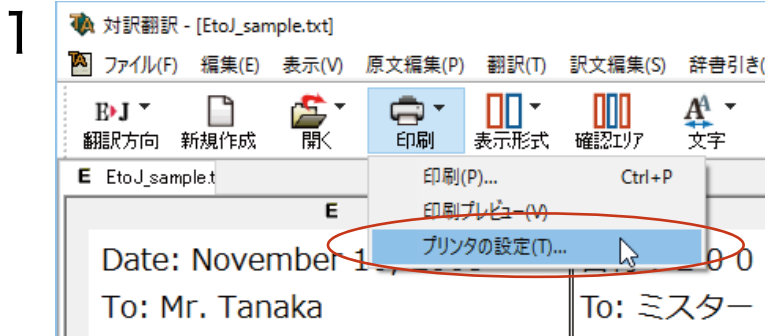 1
対訳翻訳 - [EtoJ_sample.txt]
ファイル(F) 編集(E) 表示(V) 原文編集(P) 翻訳(T) 訳文編集(S) 辞書引き(
E▸J
翻訳方向 新規作成 開く 印刷 表示形式 確認エリア 文字
E EtoJ_sample.t
印刷(P)... Ctrl+P
印刷プレビュー(V)
プリンタの設定(T)...
E
Date: November
To: Mr. Tanaka
To: ミスター